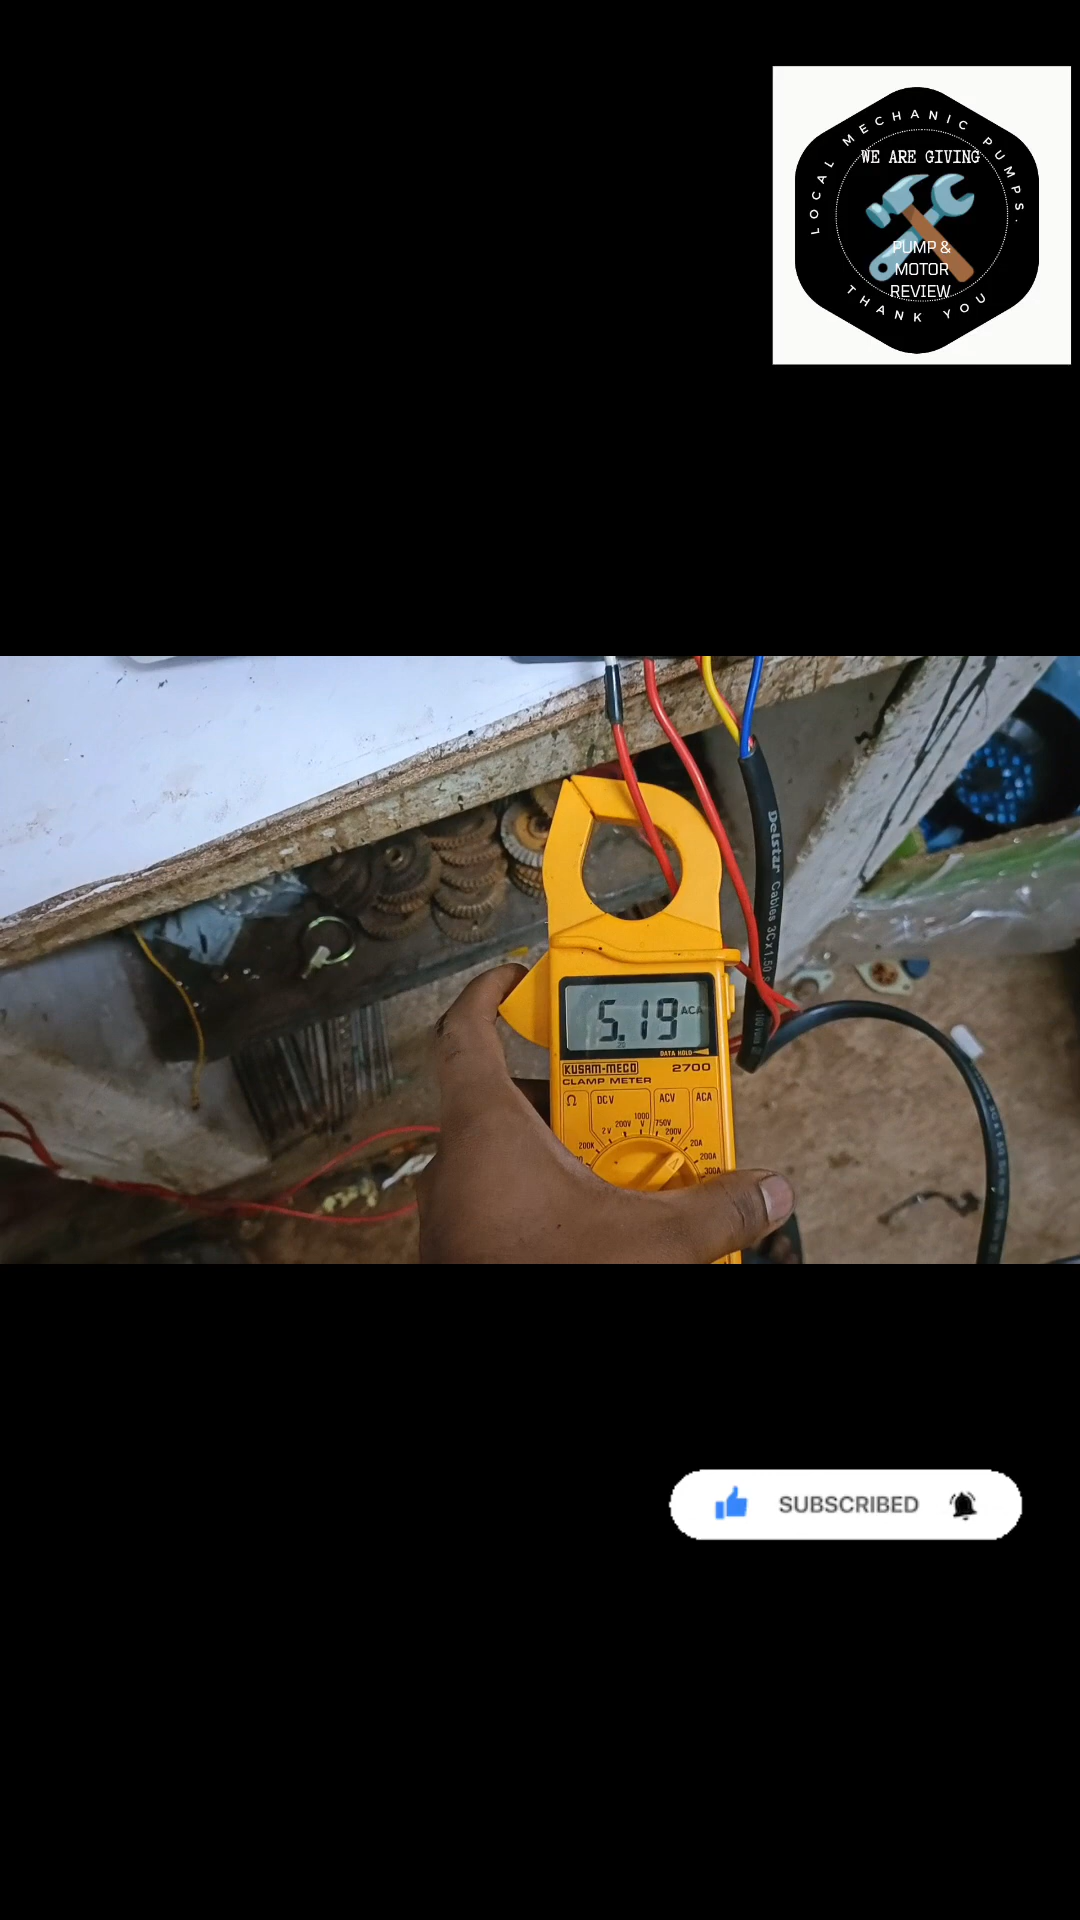 LOCAL MECHANIC PUMPS.
WE ARE GIVING
PUMP &
MOTOR
REVIEW
THANK YOU
Delstar Cables 3C x 1.50
5.19 ACA
20
DATA HOLD
KUSAM-MECO 2700
CLAMP METER
Ω DCV ACV ACA
1000
V
200V 750V
2V 200V
200K 20A
200A
300A
SUBSCRIBED